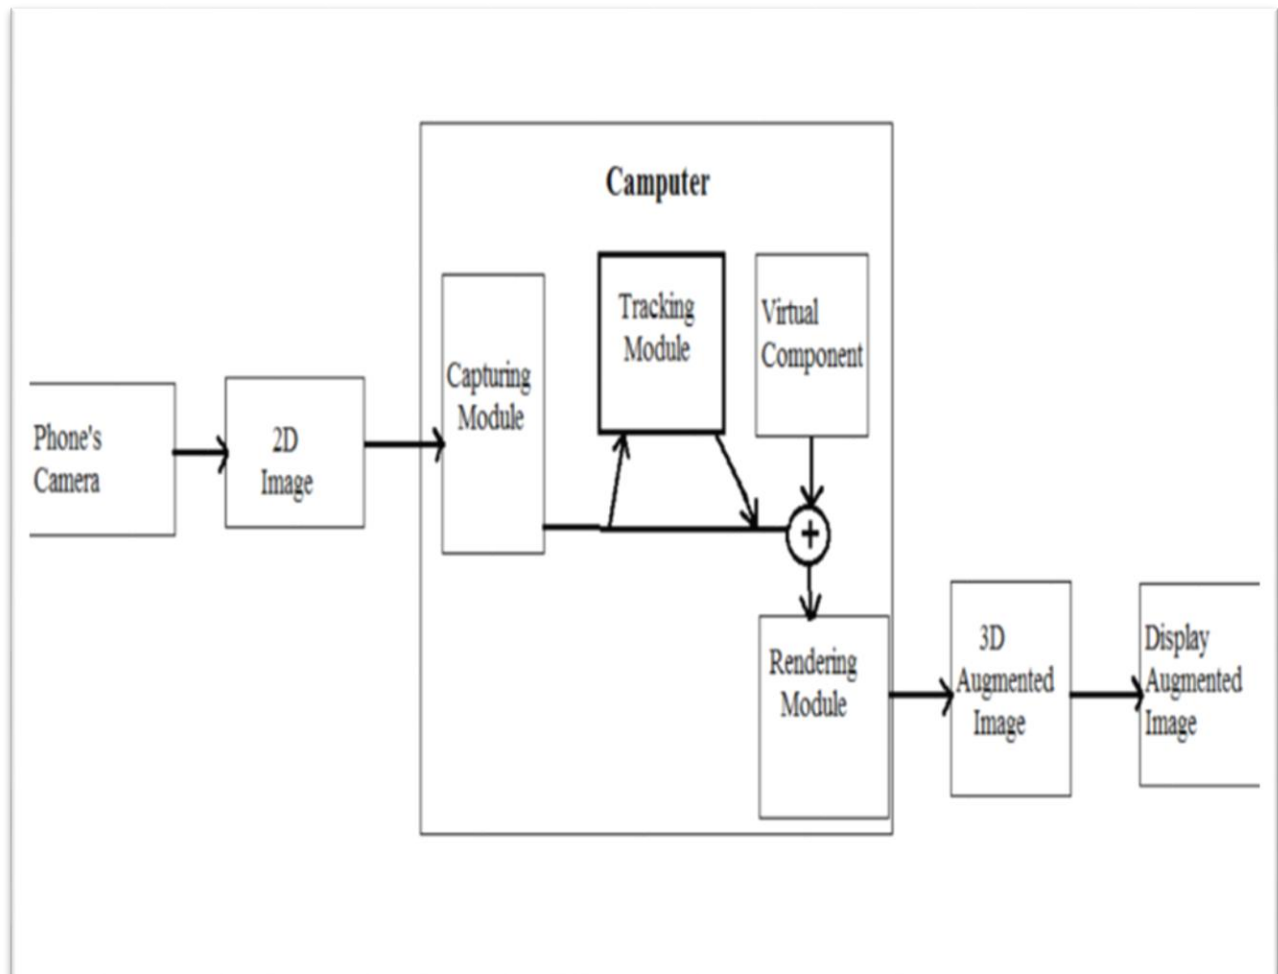 Camputer
Phone's
Camera
2D
Image
Capturing
Module
Tracking
Module
Virtual
Component
+
Rendering
Module
3D
Augmented
Image
Display
Augmented
Image